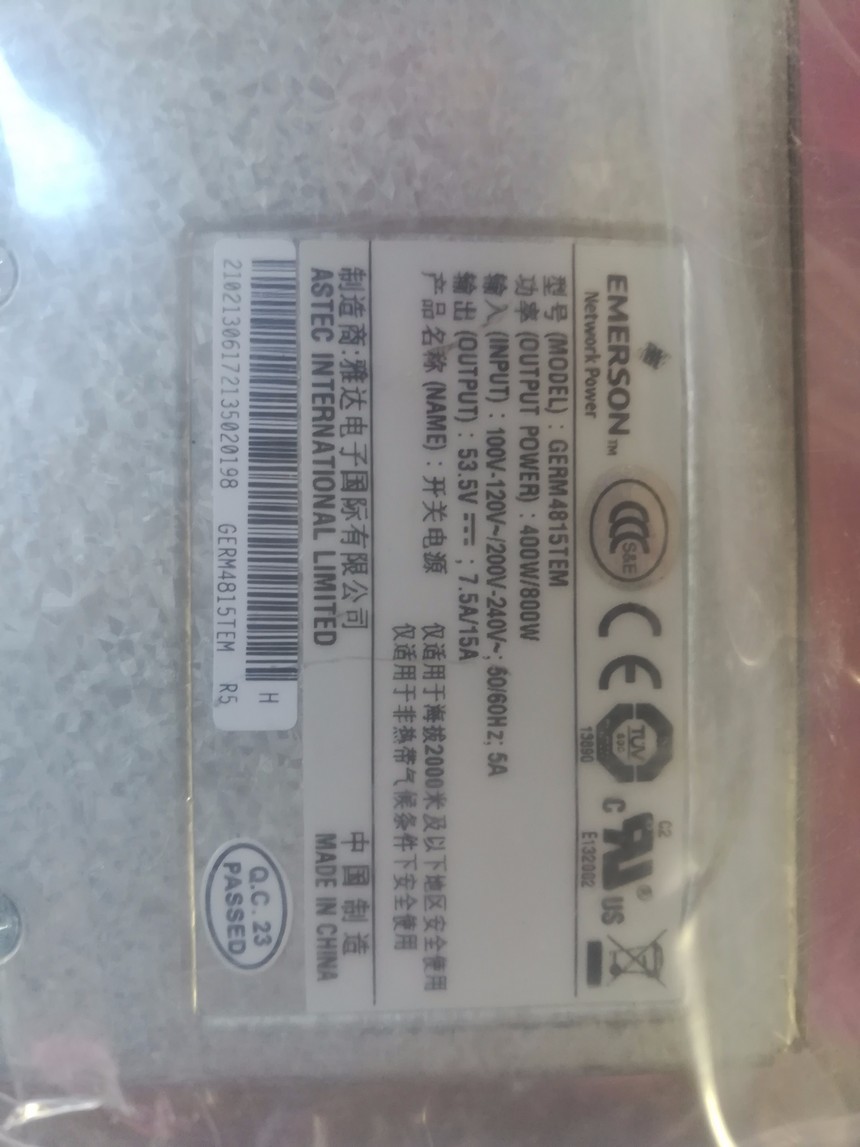 EMERSON™
Network Power
S&E
TUV
13890
C US
®
E132002
型号 (MODEL) : GERM4815TEM
功率 (OUTPUT POWER) : 400W/800W
输入 (INPUT) : 100V-120V~/200V-240V~; 50/60Hz; 5A
输出 (OUTPUT) : 53.5V ⎓ ; 7.5A/15A
产品名称 (NAME) : 开关电源
仅适用于海拔2000米及以下地区安全使用
仅适用于非热带气候条件下安全使用
制造商:雅达电子国际有限公司
中国制造
ASTEC INTERNATIONAL LIMITED
MADE IN CHINA
H
21021306172135020198 GERM4815TEM R5
Q.C. 23
PASSED